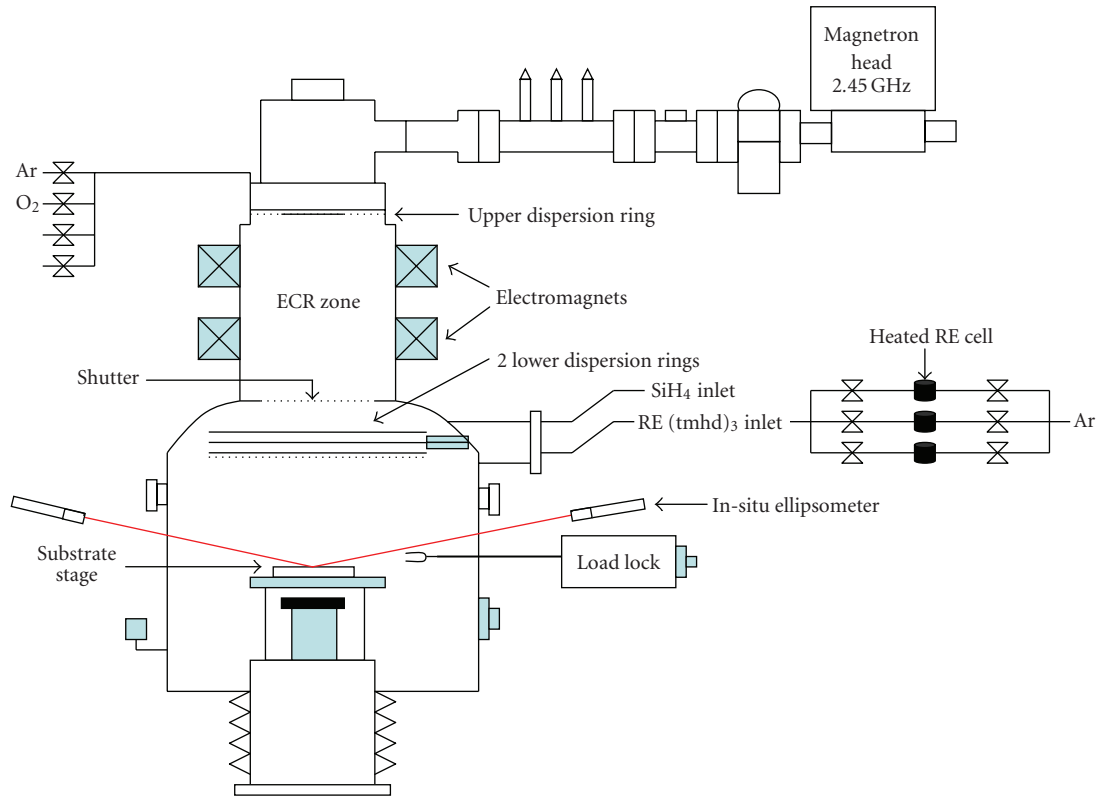 Magnetron
head
2.45 GHz
Ar
O₂
Upper dispersion ring
Electromagnets
ECR zone
Heated RE cell
2 lower dispersion rings
Shutter
SiH₄ inlet
RE (tmhd)₃ inlet
Ar
In-situ ellipsometer
Substrate
stage
Load lock